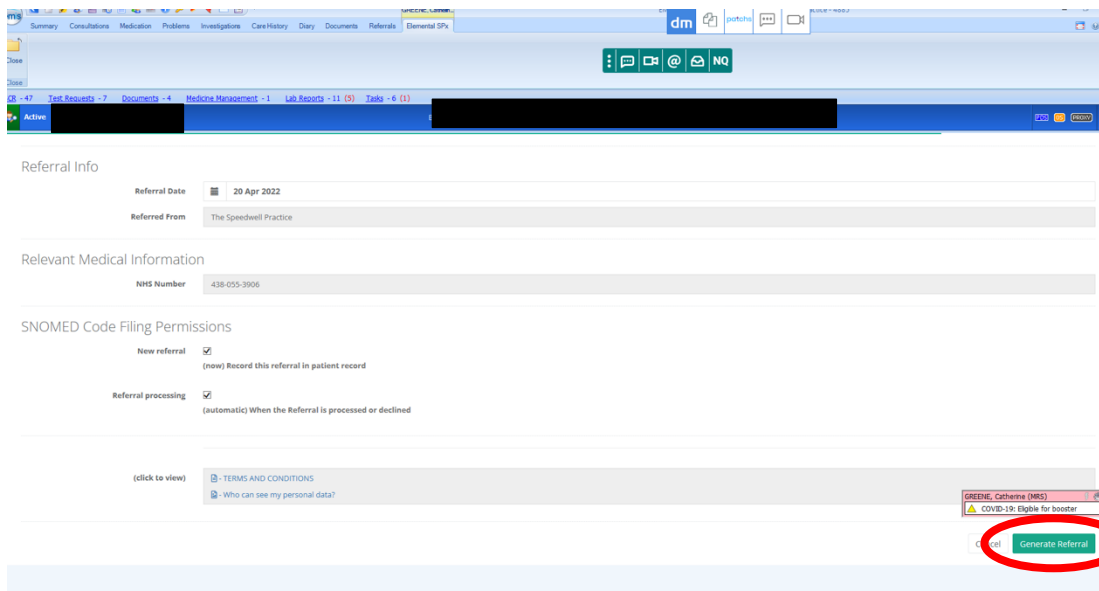 ms
Summary Consultations Medication Problems Investigations Care History Diary Documents Referrals Elemental SPx
dm patchs
Close
NQ
Close
- 47 Test Requests - 7 Documents - 4 Medicine Management - 1 Lab Reports - 11 (5) Tasks - 6 (1)
Active
PROXY
Referral Info
Referral Date 20 Apr 2022
Referred From The Speedwell Practice
Relevant Medical Information
NHS Number 438-055-3906
SNOMED Code Filing Permissions
New referral
(now) Record this referral in patient record
Referral processing
(automatic) When the Referral is processed or declined
(click to view) - TERMS AND CONDITIONS
- Who can see my personal data?
GREENE, Catherine (MRS)
COVID-19: Eligible for booster
Cancel Generate Referral